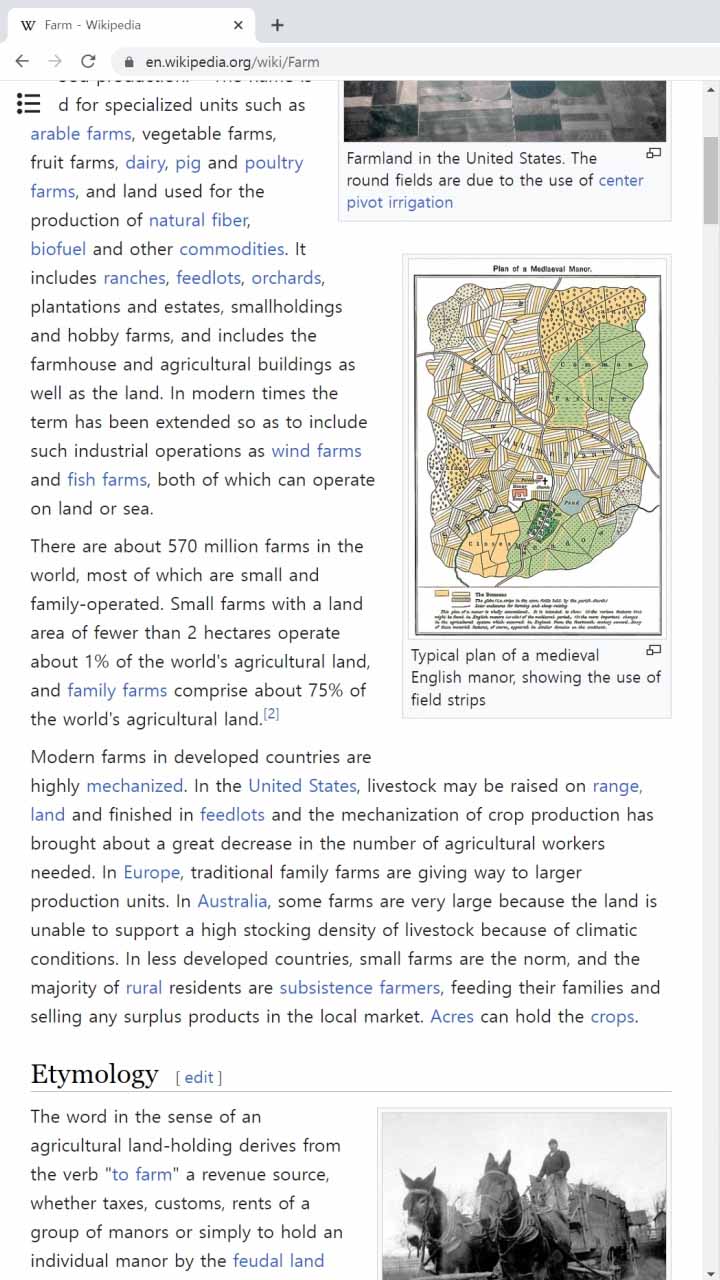 Farm - Wikipedia
en.wikipedia.org/wiki/Farm
d for specialized units such as
arable farms, vegetable farms,
fruit farms, dairy, pig and poultry
farms, and land used for the
production of natural fiber,
biofuel and other commodities. It
includes ranches, feedlots, orchards,
plantations and estates, smallholdings
and hobby farms, and includes the
farmhouse and agricultural buildings as
well as the land. In modern times the
term has been extended so as to include
such industrial operations as wind farms
and fish farms, both of which can operate
on land or sea.
Farmland in the United States. The
round fields are due to the use of center
pivot irrigation
Plan of a Mediaeval Manor.
Common
Pasture
Pond
The Demesne
Typical plan of a medieval
English manor, showing the use of
field strips
There are about 570 million farms in the
world, most of which are small and
family-operated. Small farms with a land
area of fewer than 2 hectares operate
about 1% of the world's agricultural land,
and family farms comprise about 75% of
the world's agricultural land.[2]
Modern farms in developed countries are
highly mechanized. In the United States, livestock may be raised on range,
land and finished in feedlots and the mechanization of crop production has
brought about a great decrease in the number of agricultural workers
needed. In Europe, traditional family farms are giving way to larger
production units. In Australia, some farms are very large because the land is
unable to support a high stocking density of livestock because of climatic
conditions. In less developed countries, small farms are the norm, and the
majority of rural residents are subsistence farmers, feeding their families and
selling any surplus products in the local market. Acres can hold the crops.
Etymology [ edit ]
The word in the sense of an
agricultural land-holding derives from
the verb "to farm" a revenue source,
whether taxes, customs, rents of a
group of manors or simply to hold an
individual manor by the feudal land